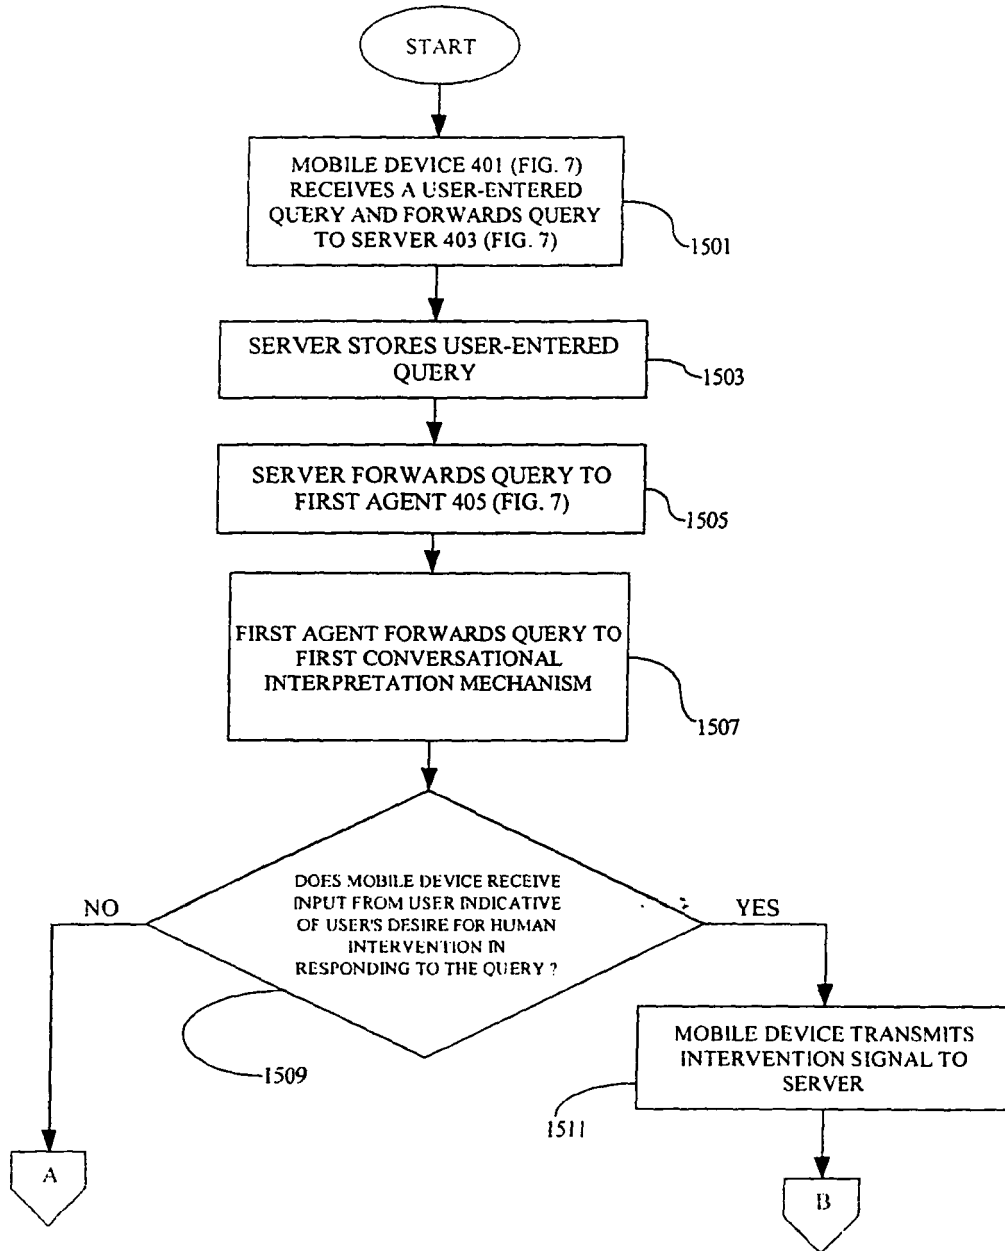 START
MOBILE DEVICE 401 (FIG. 7)
RECEIVES A USER-ENTERED
QUERY AND FORWARDS QUERY
TO SERVER 403 (FIG. 7)
1501
SERVER STORES USER-ENTERED
QUERY
1503
SERVER FORWARDS QUERY TO
FIRST AGENT 405 (FIG. 7)
1505
FIRST AGENT FORWARDS QUERY TO
FIRST CONVERSATIONAL
INTERPRETATION MECHANISM
1507
DOES MOBILE DEVICE RECEIVE
INPUT FROM USER INDICATIVE
OF USER'S DESIRE FOR HUMAN
INTERVENTION IN
RESPONDING TO THE QUERY ?
NO
YES
1509
MOBILE DEVICE TRANSMITS
INTERVENTION SIGNAL TO
SERVER
1511
A
B